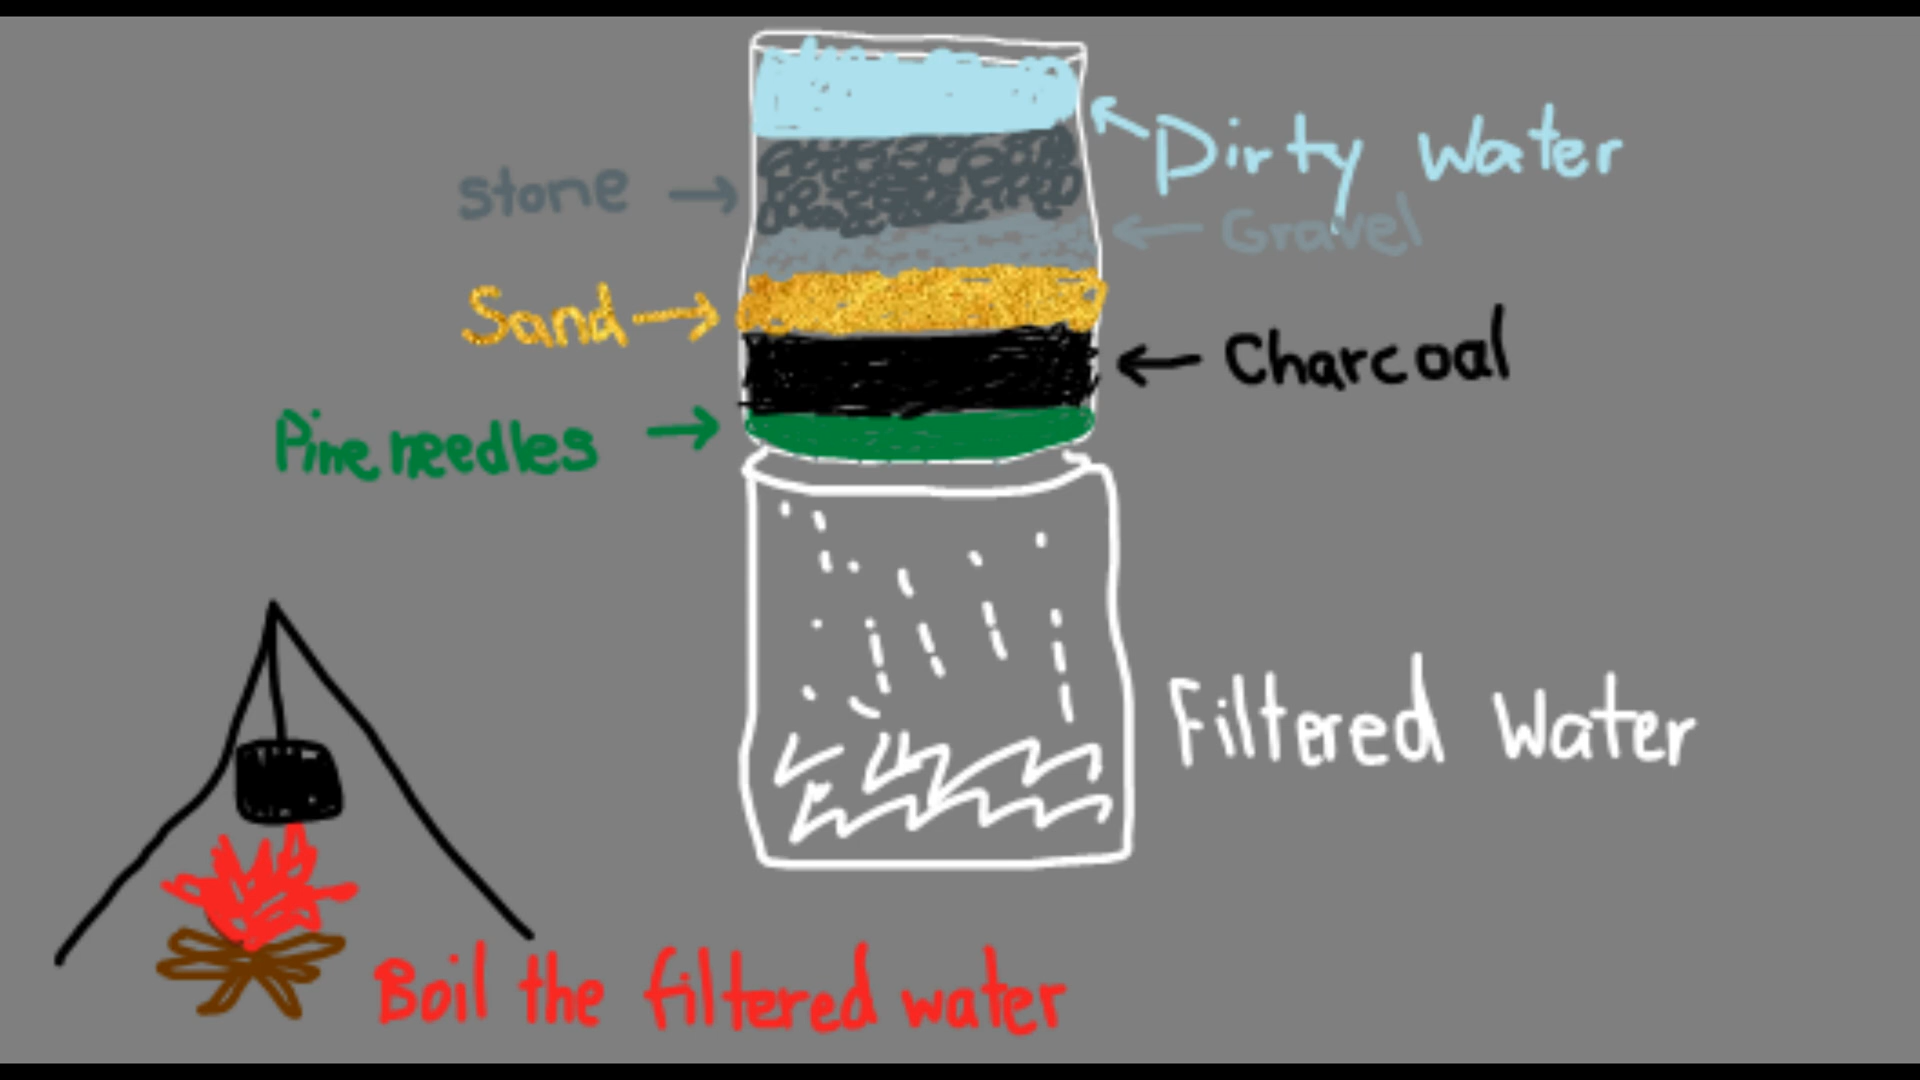 Dirty Water
stone
Gravel
Sand
Charcoal
Pine needles
Filtered Water
Boil the filtered water